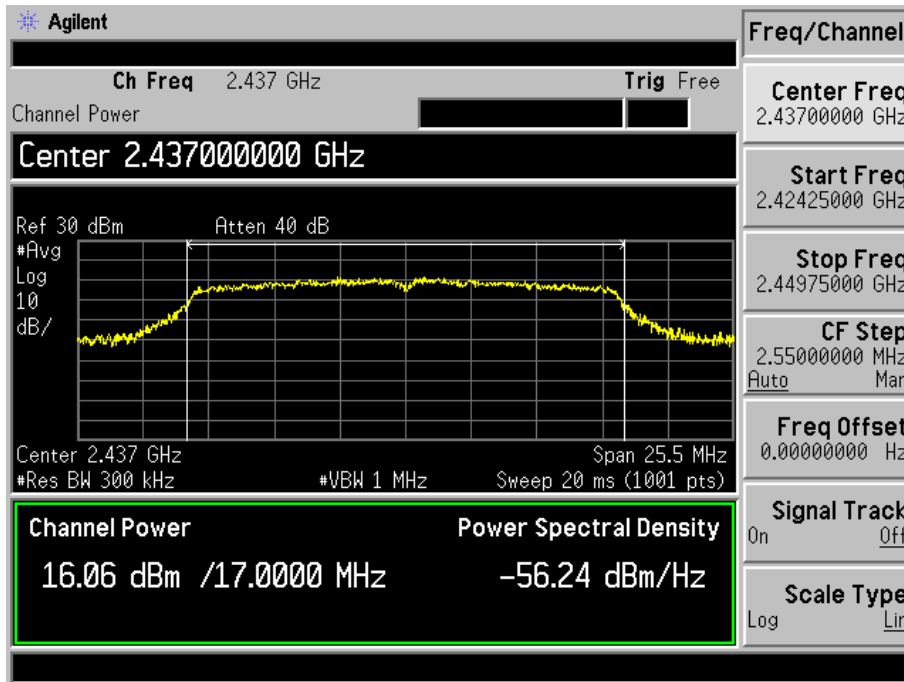 Agilent
Freq/Channel
Ch Freq 2.437 GHz Trig Free
Channel Power
Center 2.437000000 GHz
Ref 30 dBm Atten 40 dB
#Avg
Log
10
dB/
Center 2.437 GHz Span 25.5 MHz
#Res BW 300 kHz #VBW 1 MHz Sweep 20 ms (1001 pts)
Channel Power Power Spectral Density
16.06 dBm /17.0000 MHz -56.24 dBm/Hz
Center Freq
2.43700000 GHz
Start Freq
2.42425000 GHz
Stop Freq
2.44975000 GHz
CF Step
2.55000000 MHz
Auto Man
Freq Offset
0.00000000 Hz
Signal Track
On Off
Scale Type
Log Lin